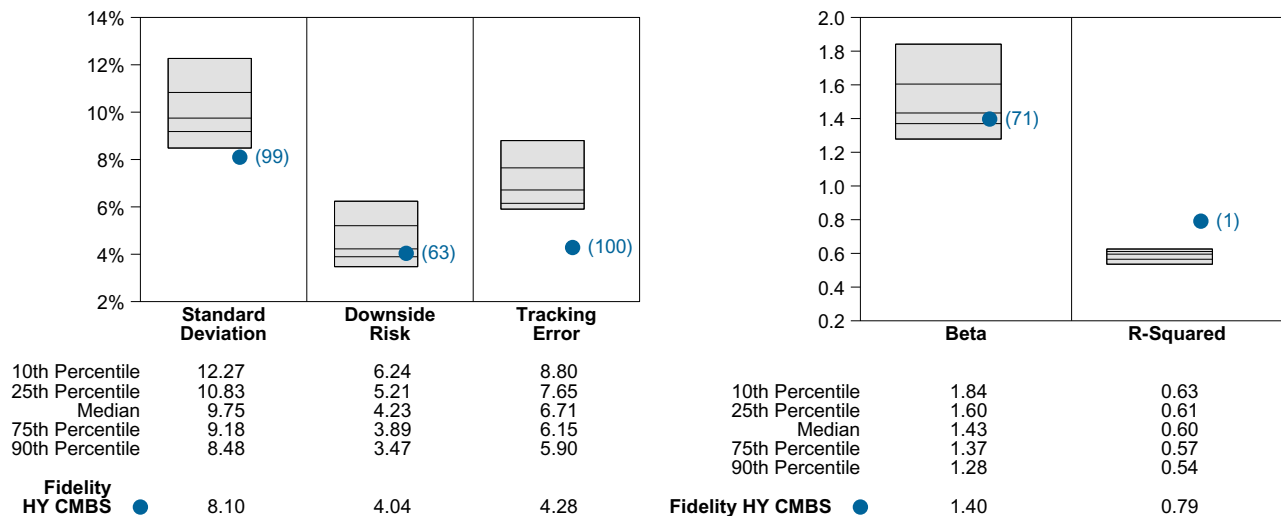 14%
12%
10%
8%
6%
4%
2%
(99)
(63)
(100)
Standard
Deviation
Downside
Risk
Tracking
Error
10th Percentile 12.27 6.24 8.80
25th Percentile 10.83 5.21 7.65
Median 9.75 4.23 6.71
75th Percentile 9.18 3.89 6.15
90th Percentile 8.48 3.47 5.90
Fidelity
HY CMBS 8.10 4.04 4.28
2.0
1.8
1.6
1.4
1.2
1.0
0.8
0.6
0.4
0.2
(71)
(1)
Beta R-Squared
10th Percentile 1.84 0.63
25th Percentile 1.60 0.61
Median 1.43 0.60
75th Percentile 1.37 0.57
90th Percentile 1.28 0.54
Fidelity HY CMBS 1.40 0.79